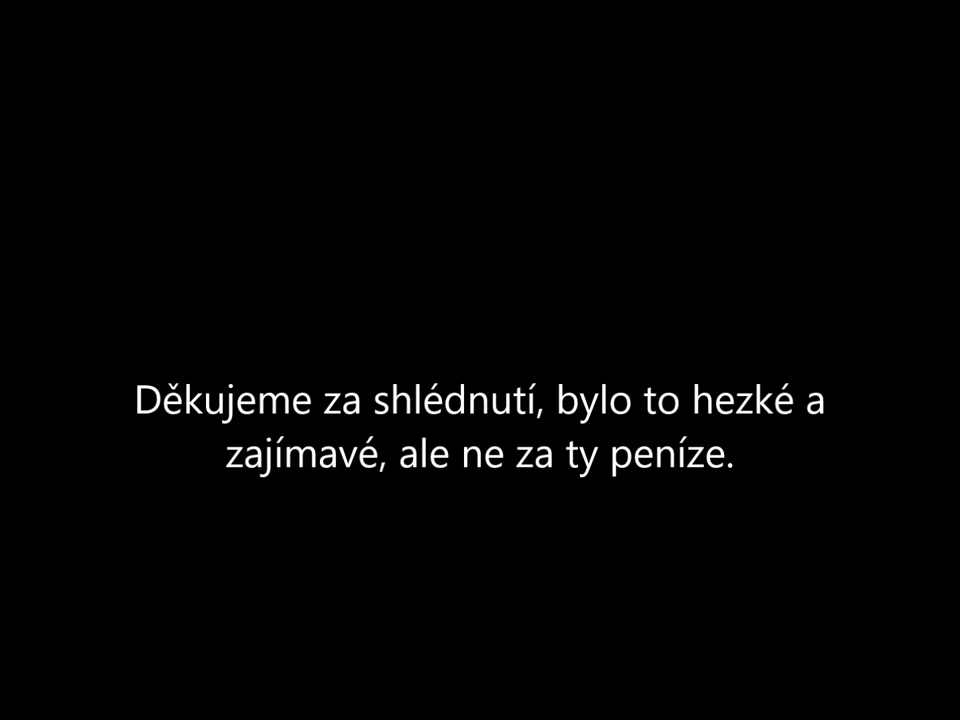 Děkujeme za shlédnutí, bylo to hezké a
zajímavé, ale ne za ty peníze.